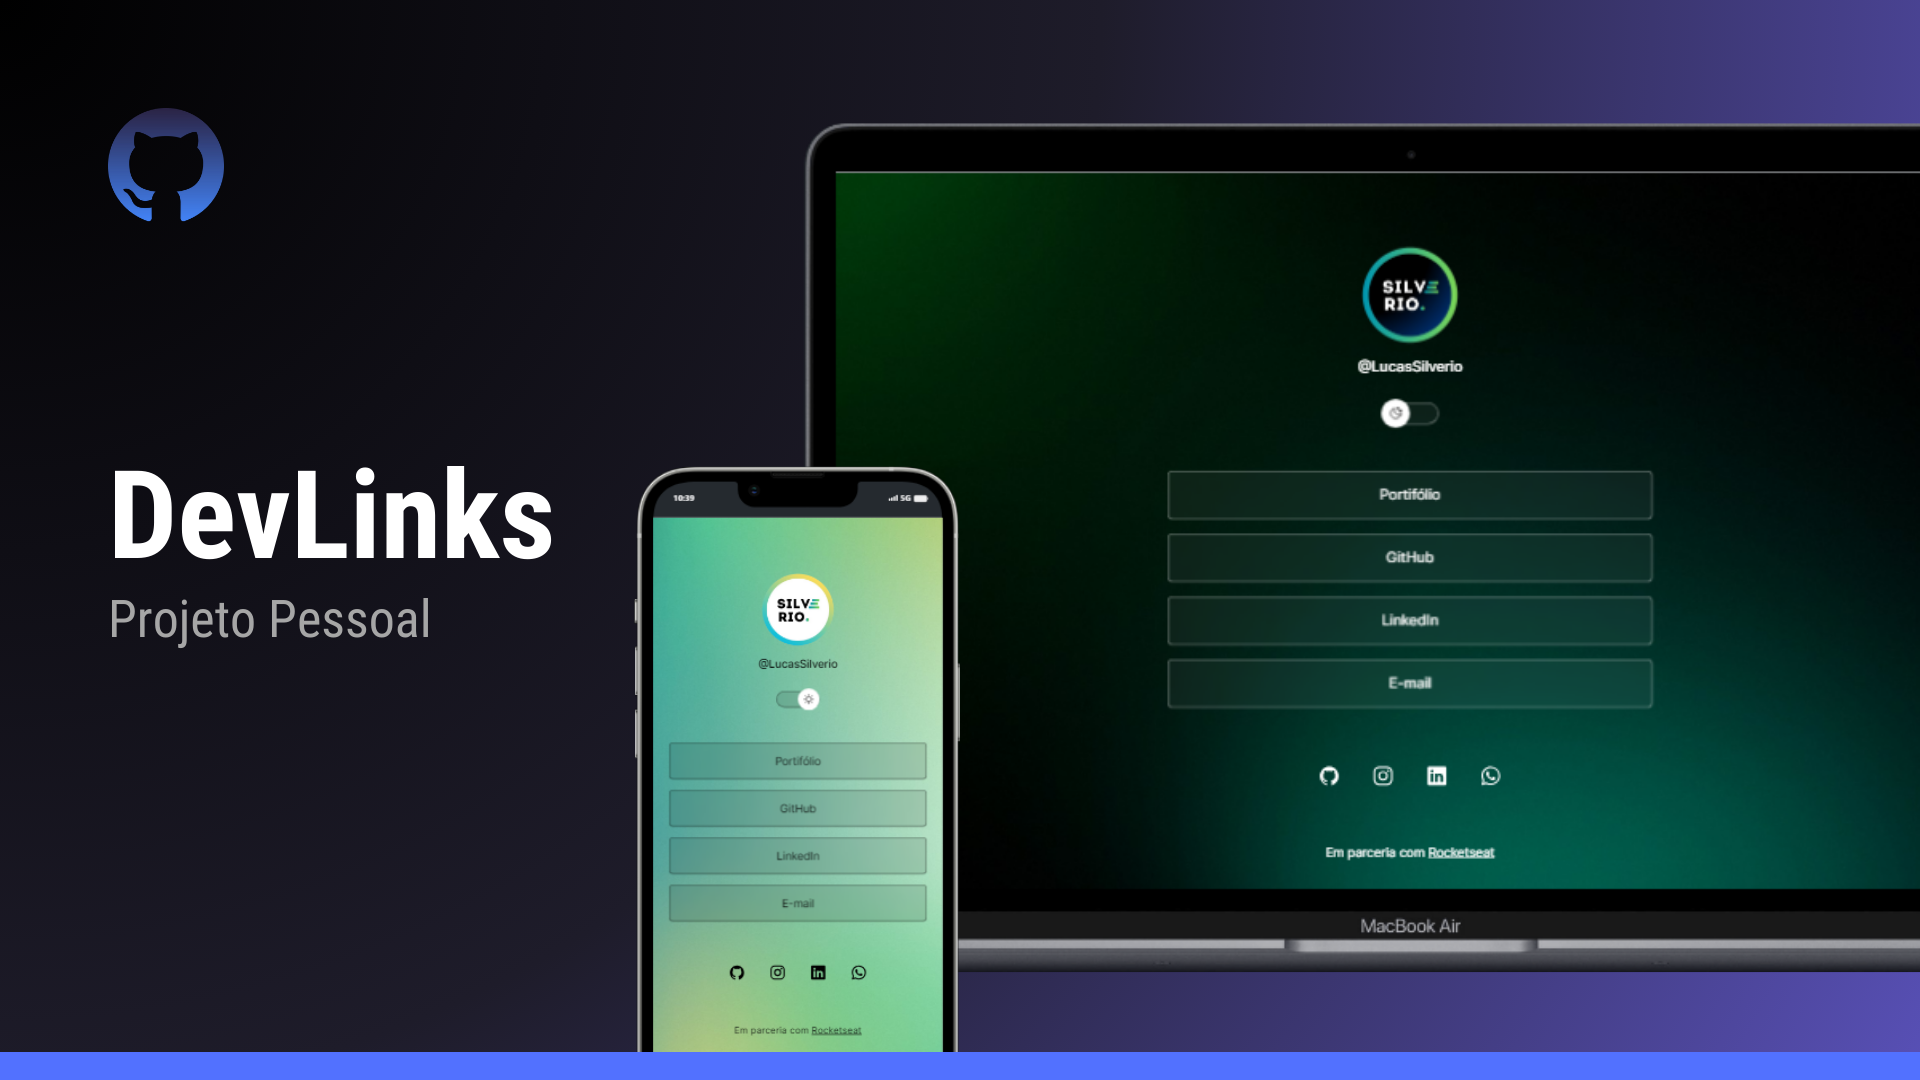 DevLinks
Projeto Pessoal
10:39
5G
SILVE
RIO.
@LucasSilverio
Portifólio
GitHub
LinkedIn
E-mail
Em parceria com Rocketseat
SILVE
RIO.
@LucasSilverio
Portifólio
GitHub
LinkedIn
E-mail
Em parceria com Rocketseat
MacBook Air